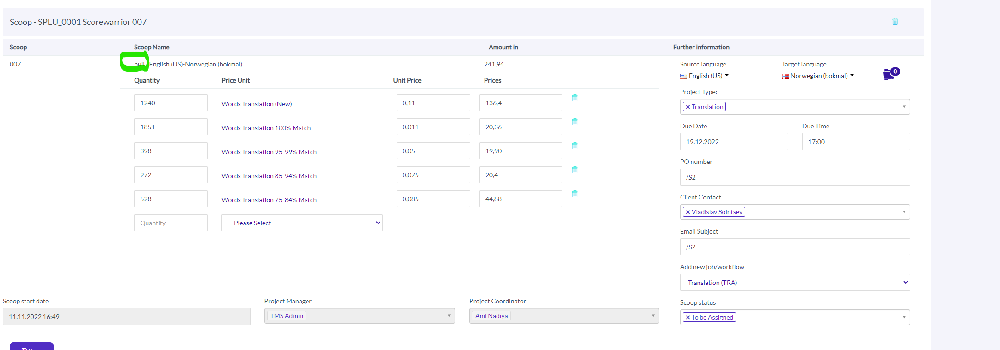 Scoop - SPEU_0001 Scorewarrior 007
Scoop Scoop Name Amount in Further information
007 null | English (US)-Norwegian (bokmal) 241,94
Quantity Price Unit Unit Price Prices
1240 Words Translation (New) 0,11 136,4
1851 Words Translation 100% Match 0,011 20,36
398 Words Translation 95-99% Match 0,05 19,90
272 Words Translation 85-94% Match 0,075 20,4
528 Words Translation 75-84% Match 0,085 44,88
Quantity --Please Select--
Source language Target language
English (US) Norwegian (bokmal) 0
Project Type:
× Translation
Due Date Due Time
19.12.2022 17:00
PO number
/S2
Client Contact
× Vladislav Solntsev
Email Subject
/S2
Add new job/workflow
Translation (TRA)
Scoop status
× To be Assigned
Scoop start date Project Manager Project Coordinator
11.11.2022 16:49 TMS Admin Anil Nadiya